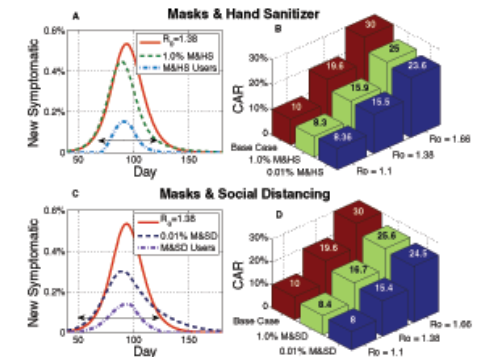 Masks & Hand Sanitizer
A
0.6%
0.4%
0.2%
0
50
100
150
Day
New Symptomatic
R0=1.38
1.0% M&HS
M&HS Users
B
30%
20%
10%
0
CAR
30
19.6
10
25
15.9
8.3
23.6
15.5
8.36
Base Case
1.0% M&HS
0.01% M&HS
Ro = 1.66
Ro = 1.38
Ro = 1.1
Masks & Social Distancing
C
0.6%
0.4%
0.2%
0
50
100
150
Day
New Symptomatic
R0=1.38
0.01% M&SD
M&SD Users
D
30%
20%
10%
0
CAR
30
19.6
10
25.6
16.7
8.4
24.5
15.4
8
Base Case
1.0% M&SD
0.01% M&SD
Ro = 1.66
Ro = 1.38
Ro = 1.1